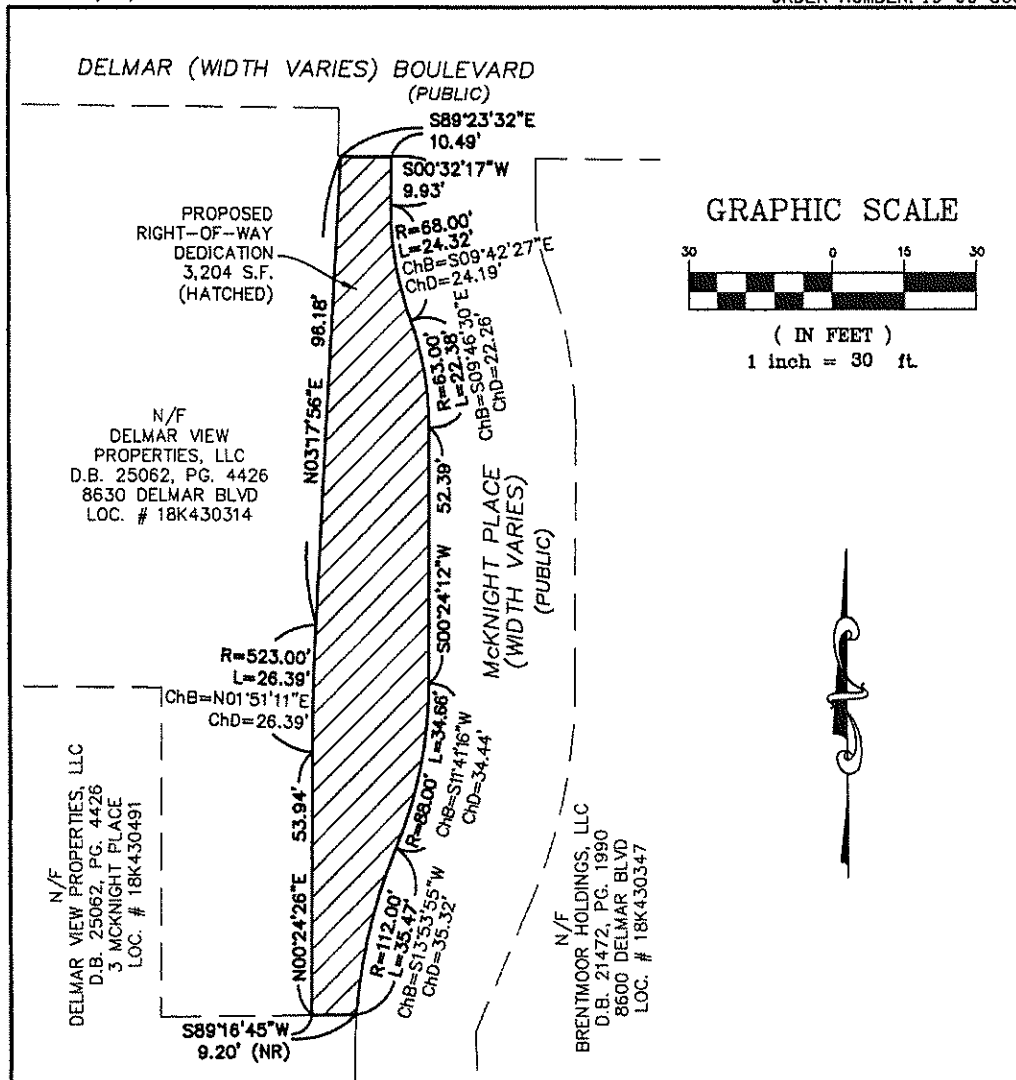 DELMAR (WIDTH VARIES) BOULEVARD
(PUBLIC)
S89°23'32"E
10.49'
S00°32'17"W
9.93'
PROPOSED
RIGHT-OF-WAY
DEDICATION
3,204 S.F.
(HATCHED)
R=68.00'
L=24.32'
ChB=S09°42'27"E
ChD=24.19'
R=63.00'
L=22.38'
ChB=S09°46'30"E
ChD=22.26'
GRAPHIC SCALE
30 0 15 30
( IN FEET )
1 inch = 30 ft.
N03°17'56"E 98.18'
N/F
DELMAR VIEW
PROPERTIES, LLC
D.B. 25062, PG. 4426
8630 DELMAR BLVD
LOC. # 18K430314
S00°24'12"W 52.39'
McKNIGHT PLACE
(WIDTH VARIES)
(PUBLIC)
R=523.00'
L=26.39'
ChB=N01°51'11"E
ChD=26.39'
R=88.00' L=34.66'
ChB=S11°41'16"W
ChD=34.44'
N/F
DELMAR VIEW PROPERTIES, LLC
D.B. 25062, PG. 4426
3 MCKNIGHT PLACE
LOC. # 18K430491
N00°24'26"E 53.94'
R=112.00'
L=35.47'
ChB=S13°53'55"W
ChD=35.32'
N/F
BRENTMOOR HOLDINGS, LLC
D.B. 21472, PG. 1990
8600 DELMAR BLVD
LOC. # 18K430347
S89°16'45"W
9.20' (NR)